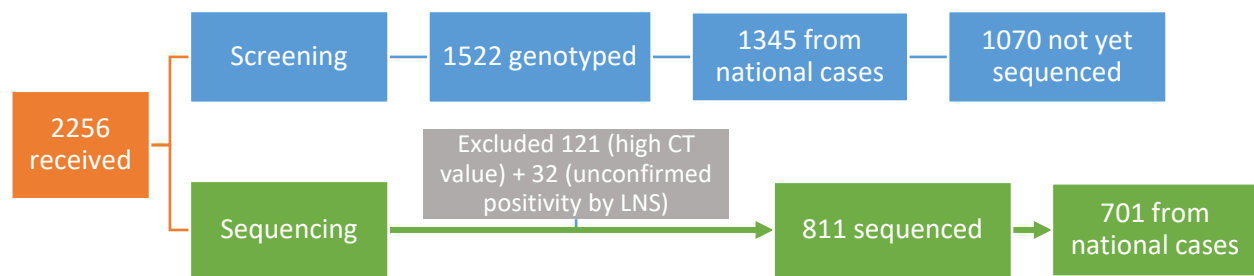 2256
received
Screening
1522 genotyped
1345 from
national cases
1070 not yet
sequenced
Excluded 121 (high CT
value) + 32 (unconfirmed
positivity by LNS)
Sequencing
811 sequenced
701 from
national cases